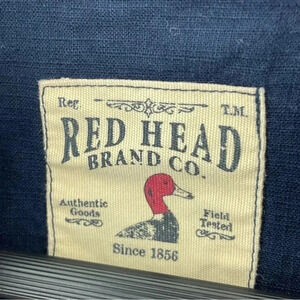 Reg. T.M.
RED HEAD
BRAND CO.
Authentic Goods
Field Tested
Since 1856